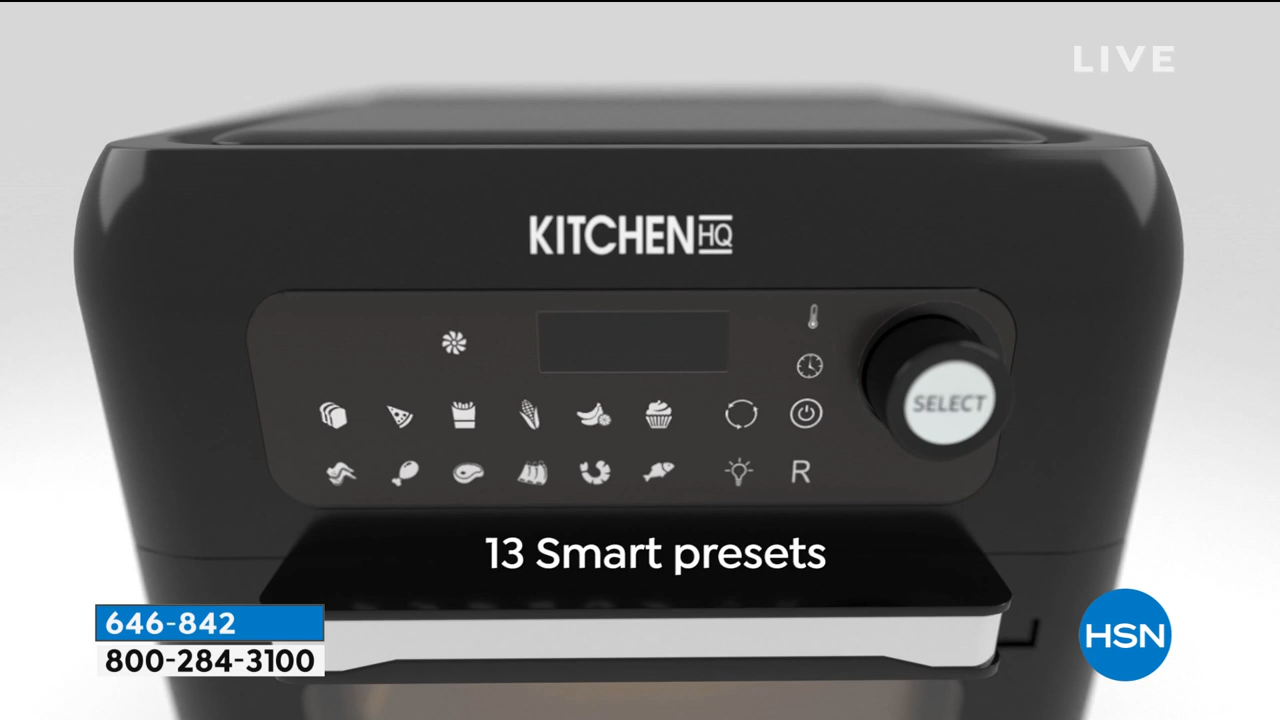 LIVE
KITCHEN HQ
SELECT
R
13 Smart presets
646-842
800-284-3100
HSN